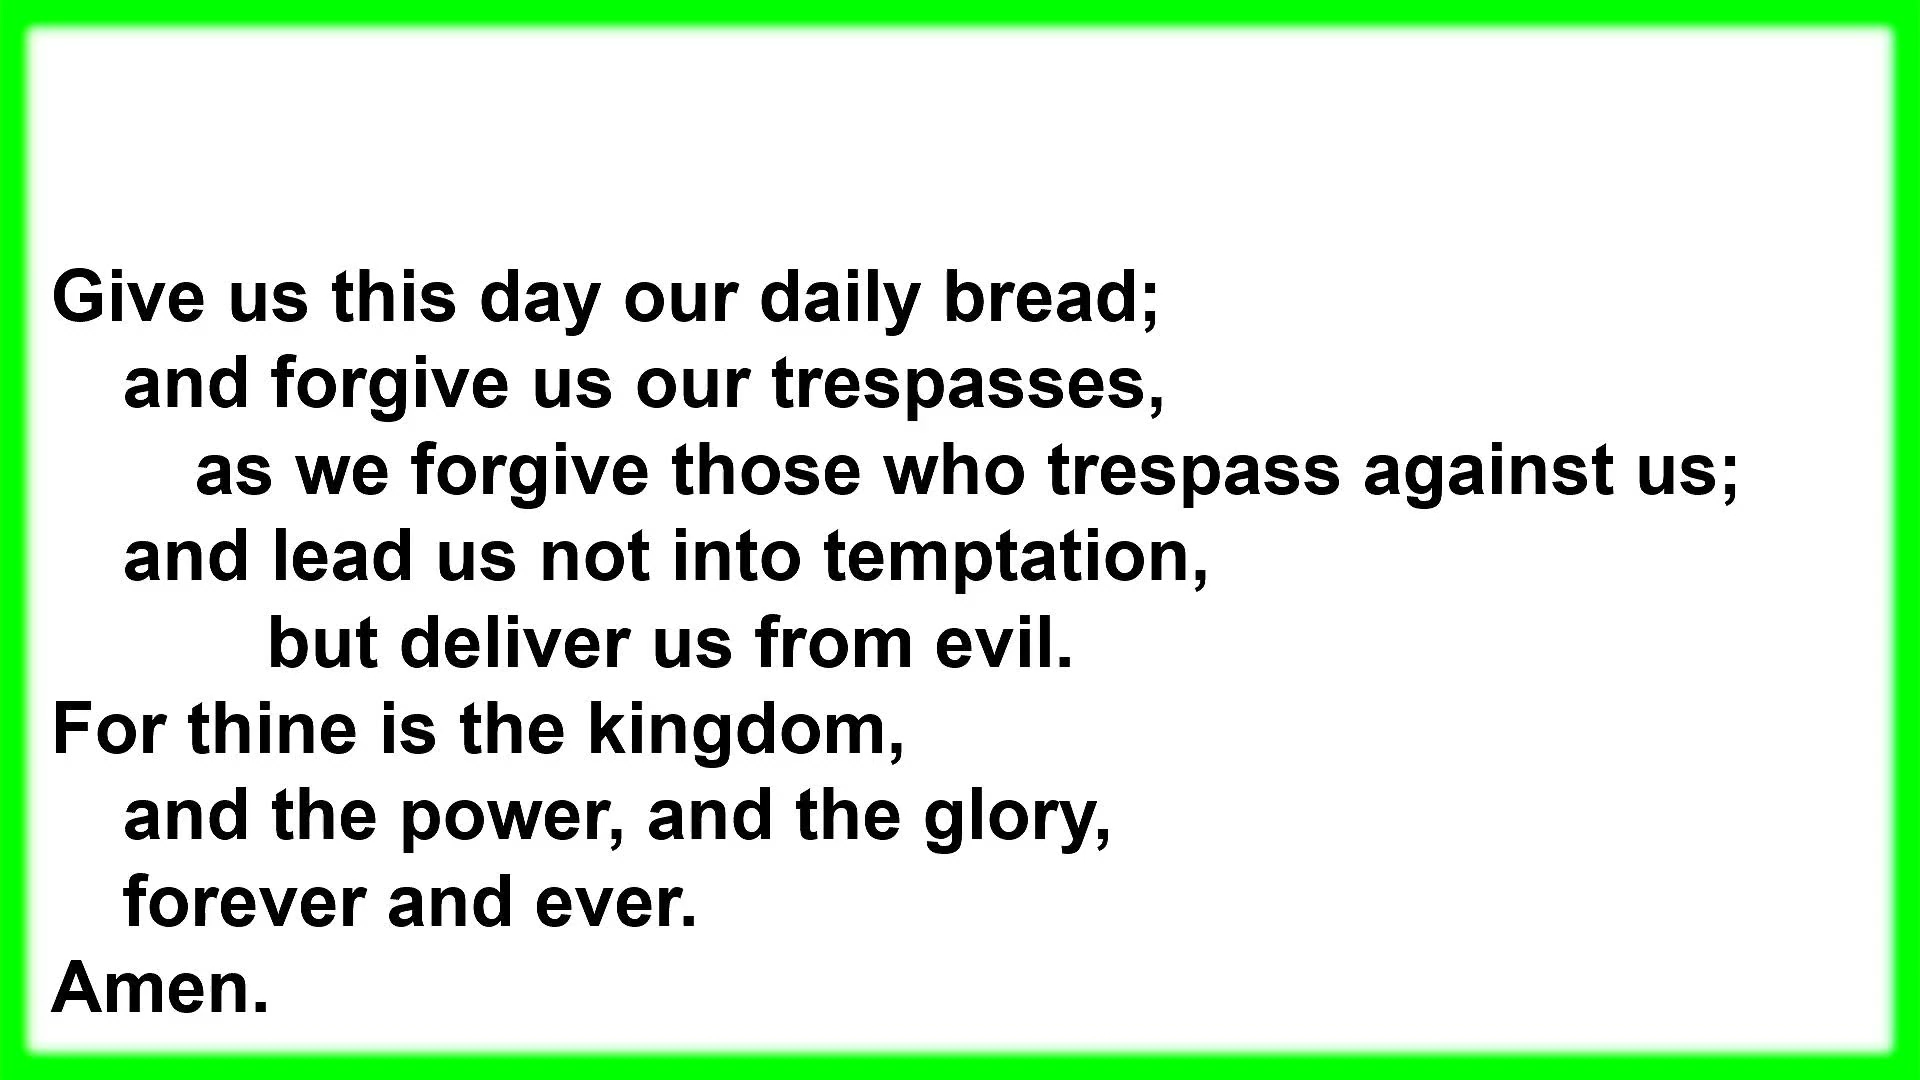 Give us this day our daily bread;
and forgive us our trespasses,
as we forgive those who trespass against us;
and lead us not into temptation,
but deliver us from evil.
For thine is the kingdom,
and the power, and the glory,
forever and ever.
Amen.